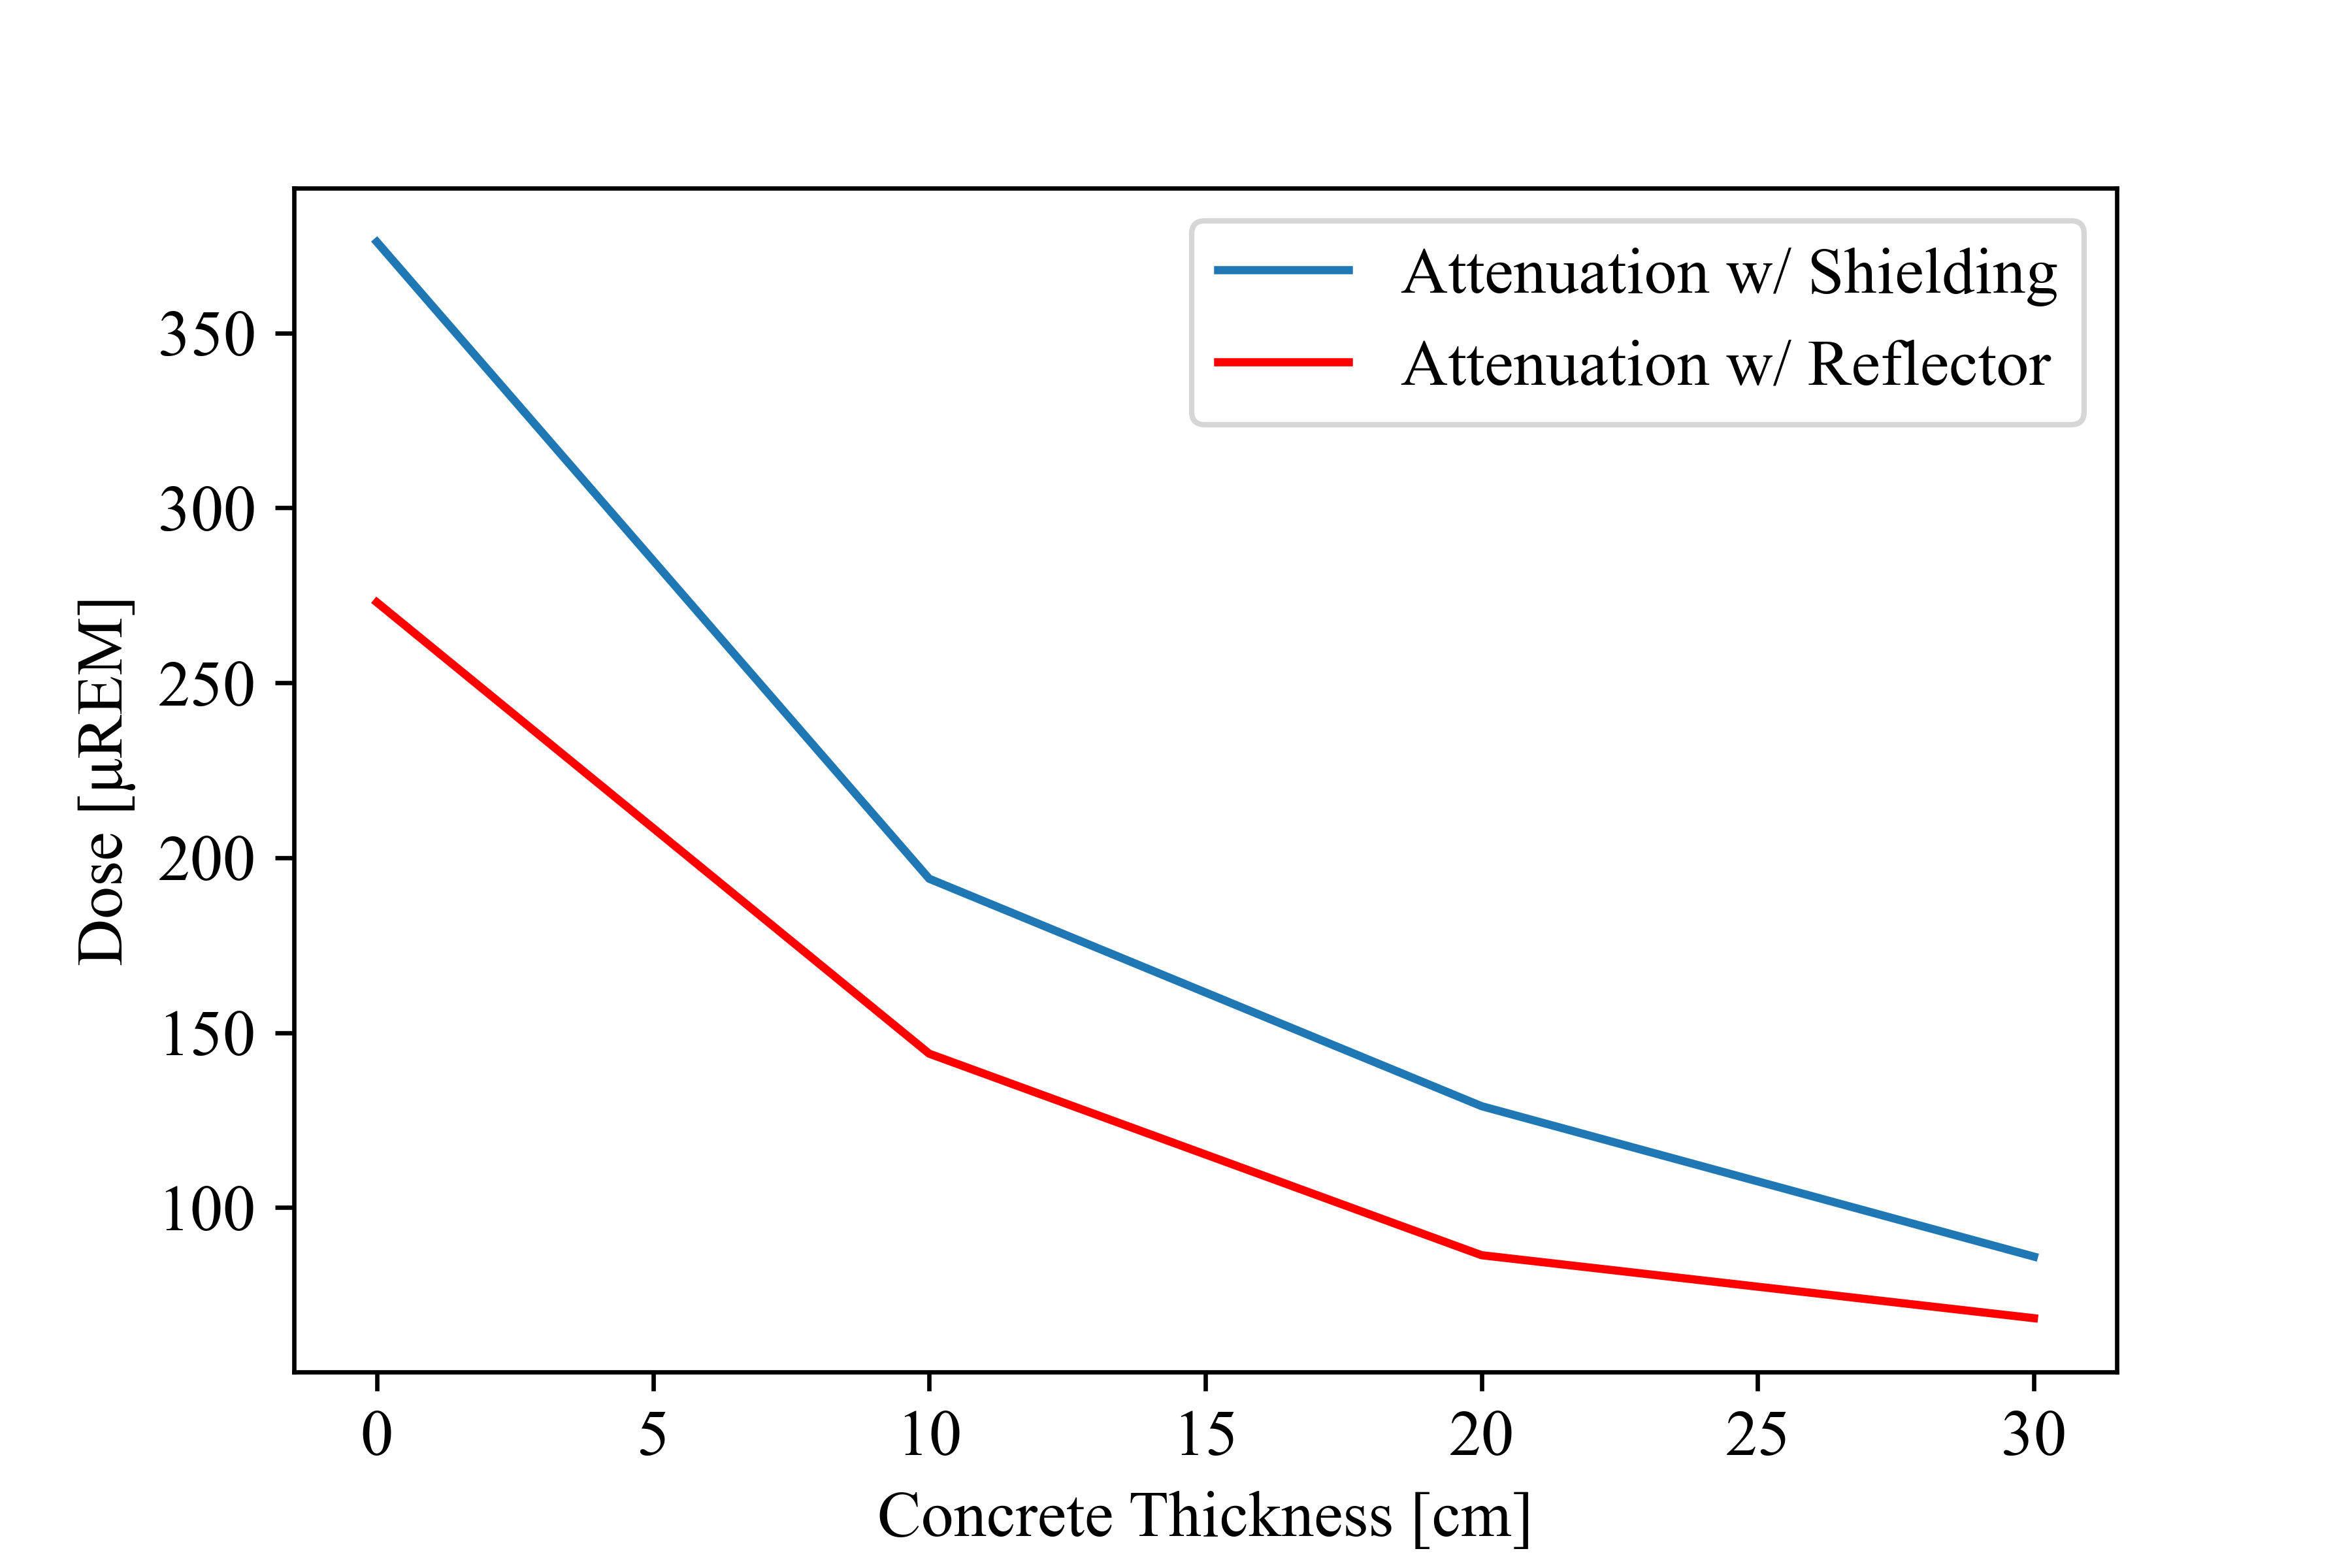 Attenuation w/ Shielding
Attenuation w/ Reflector
350
300
250
200
150
100
Dose [µREM]
0 5 10 15 20 25 30
Concrete Thickness [cm]